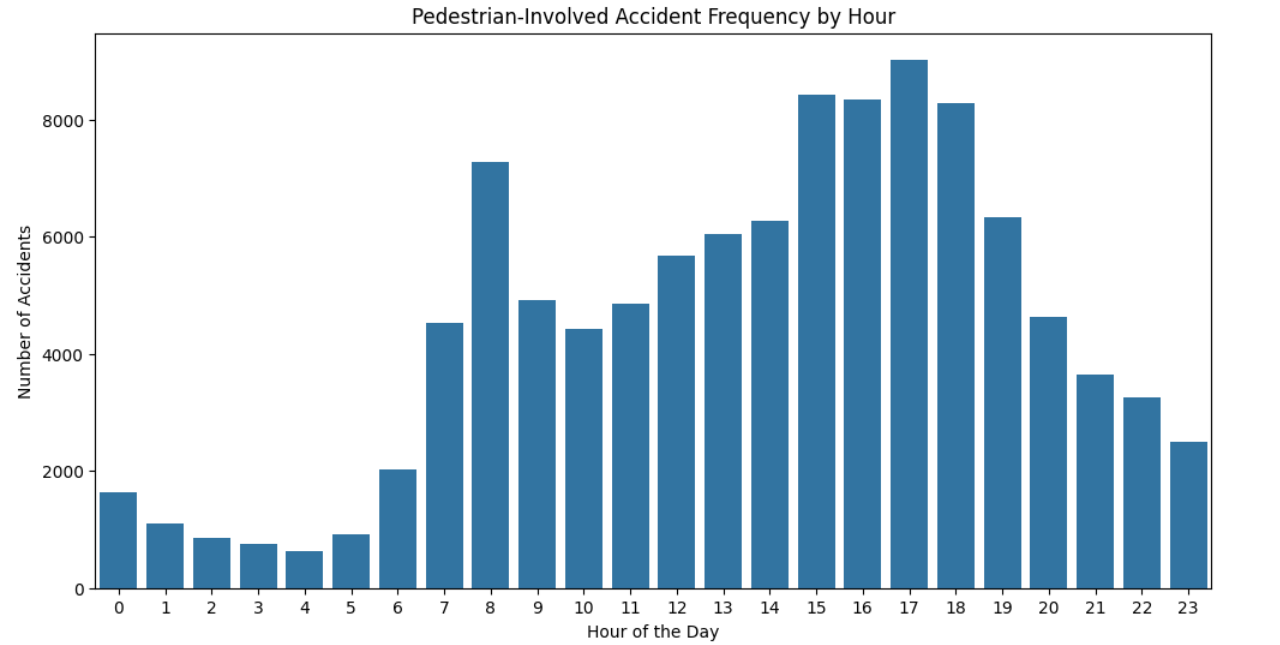 Pedestrian-Involved Accident Frequency by Hour
Number of Accidents
8000
6000
4000
2000
0
0 1 2 3 4 5 6 7 8 9 10 11 12 13 14 15 16 17 18 19 20 21 22 23
Hour of the Day